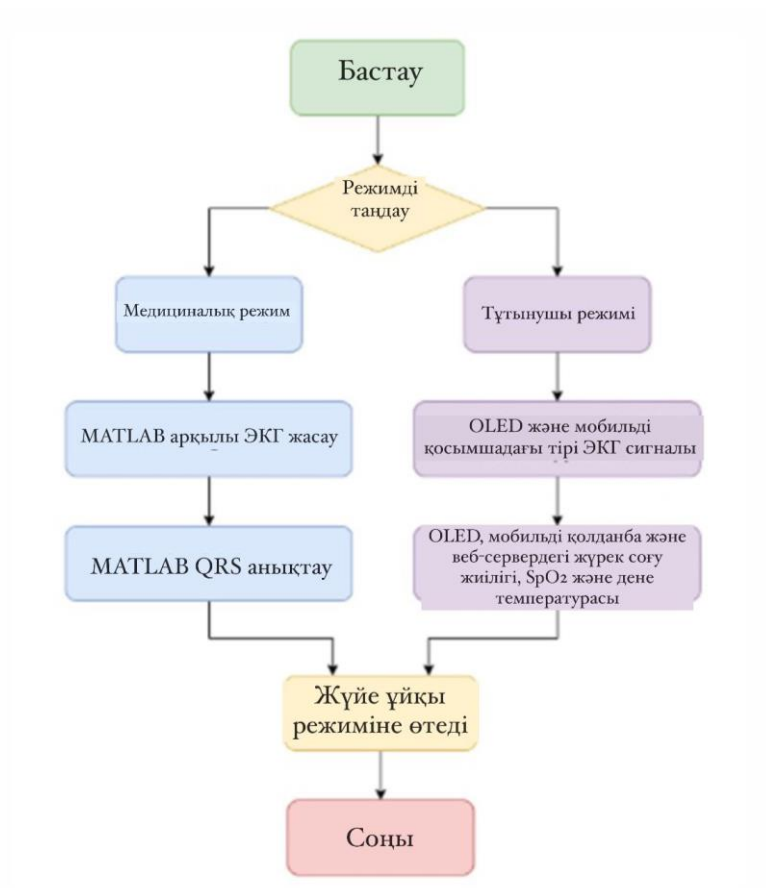 Бастау
Режимді
таңдау
Медициналық режим
Тұтынушы режимі
MATLAB арқылы ЭКГ жасау
OLED және мобильді
қосымшадағы тірі ЭКГ сигналы
MATLAB QRS анықтау
OLED, мобильді қолданба және
веб-сервердегі жүрек соғу
жиілігі, SpO2 және дене
температурасы
Жүйе ұйқы
режиміне өтеді
Соңы